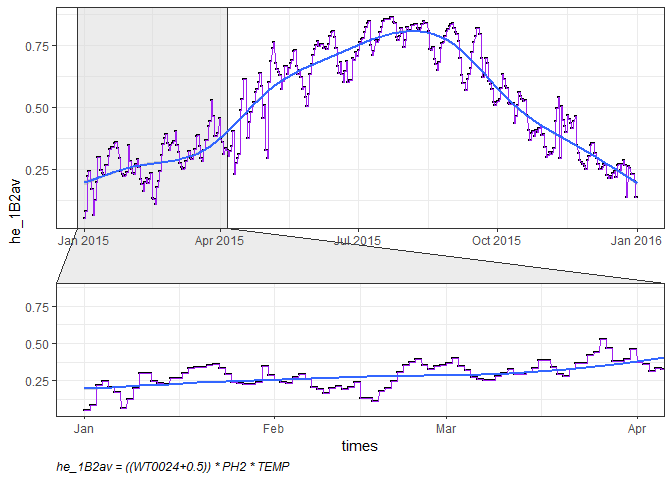 0.75
0.50
0.25
Jan 2015 Apr 2015 Jul 2015 Oct 2015 Jan 2016
he_1B2av
0.75
0.50
0.25
Jan Feb Mar Apr
times
he_1B2av = ((WT0024+0.5)) * PH2 * TEMP